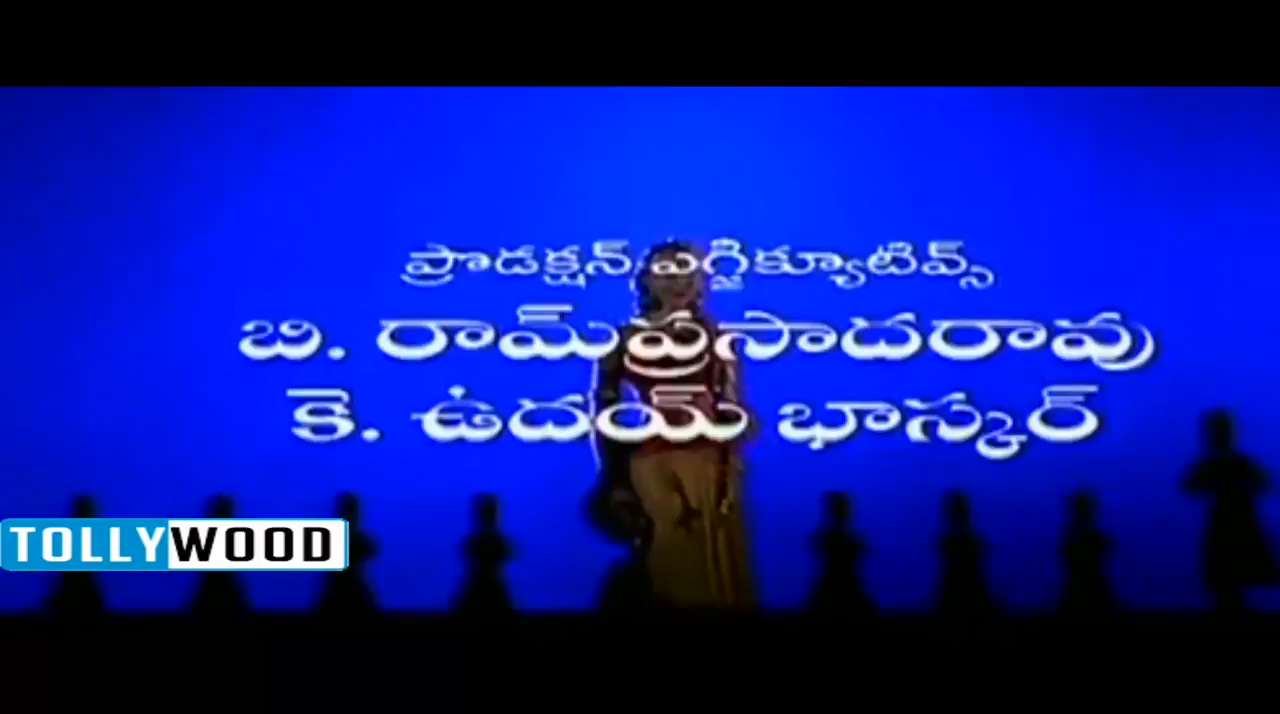 ప్రొడక్షన్ ఎగ్జిక్యూటివ్స్
బి. రామ్‌ప్రసాదరావు
కె. ఉదయ్ భాస్కర్
TOLLYWOOD